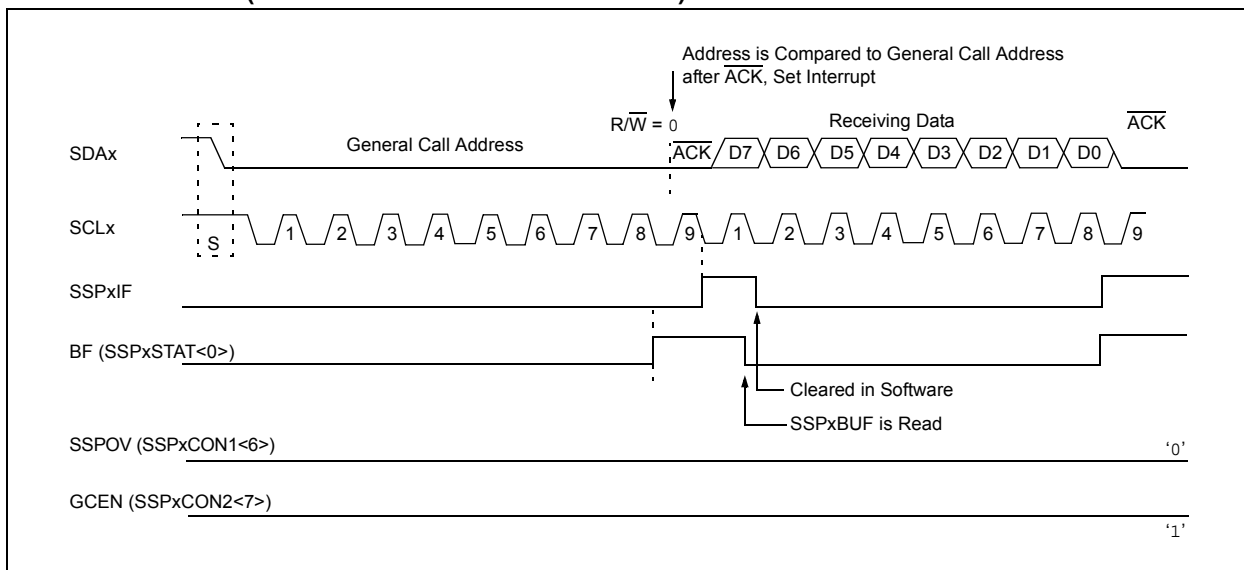 Address is Compared to General Call Address
after ACK, Set Interrupt
R/W = 0
Receiving Data
ACK
SDAx
General Call Address
ACK D7 D6 D5 D4 D3 D2 D1 D0
SCLx
S
1 2 3 4 5 6 7 8 9 1 2 3 4 5 6 7 8 9
SSPxIF
BF (SSPxSTAT<0>)
Cleared in Software
SSPxBUF is Read
SSPOV (SSPxCON1<6>)
‘0’
GCEN (SSPxCON2<7>)
‘1’